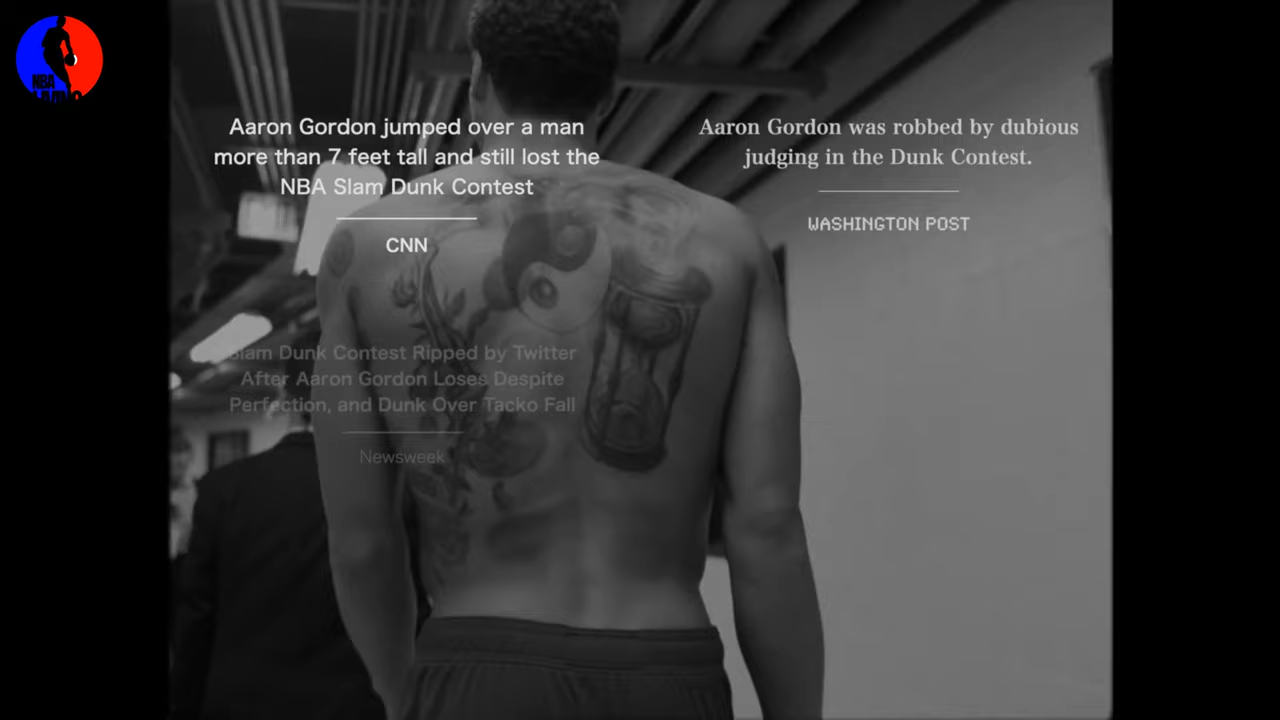 NBA
Aaron Gordon jumped over a man
more than 7 feet tall and still lost the
NBA Slam Dunk Contest
CNN
Aaron Gordon was robbed by dubious
judging in the Dunk Contest.
WASHINGTON POST
Slam Dunk Contest Ripped by Twitter
After Aaron Gordon Loses Despite
Perfection, and Dunk Over Tacko Fall
Newsweek